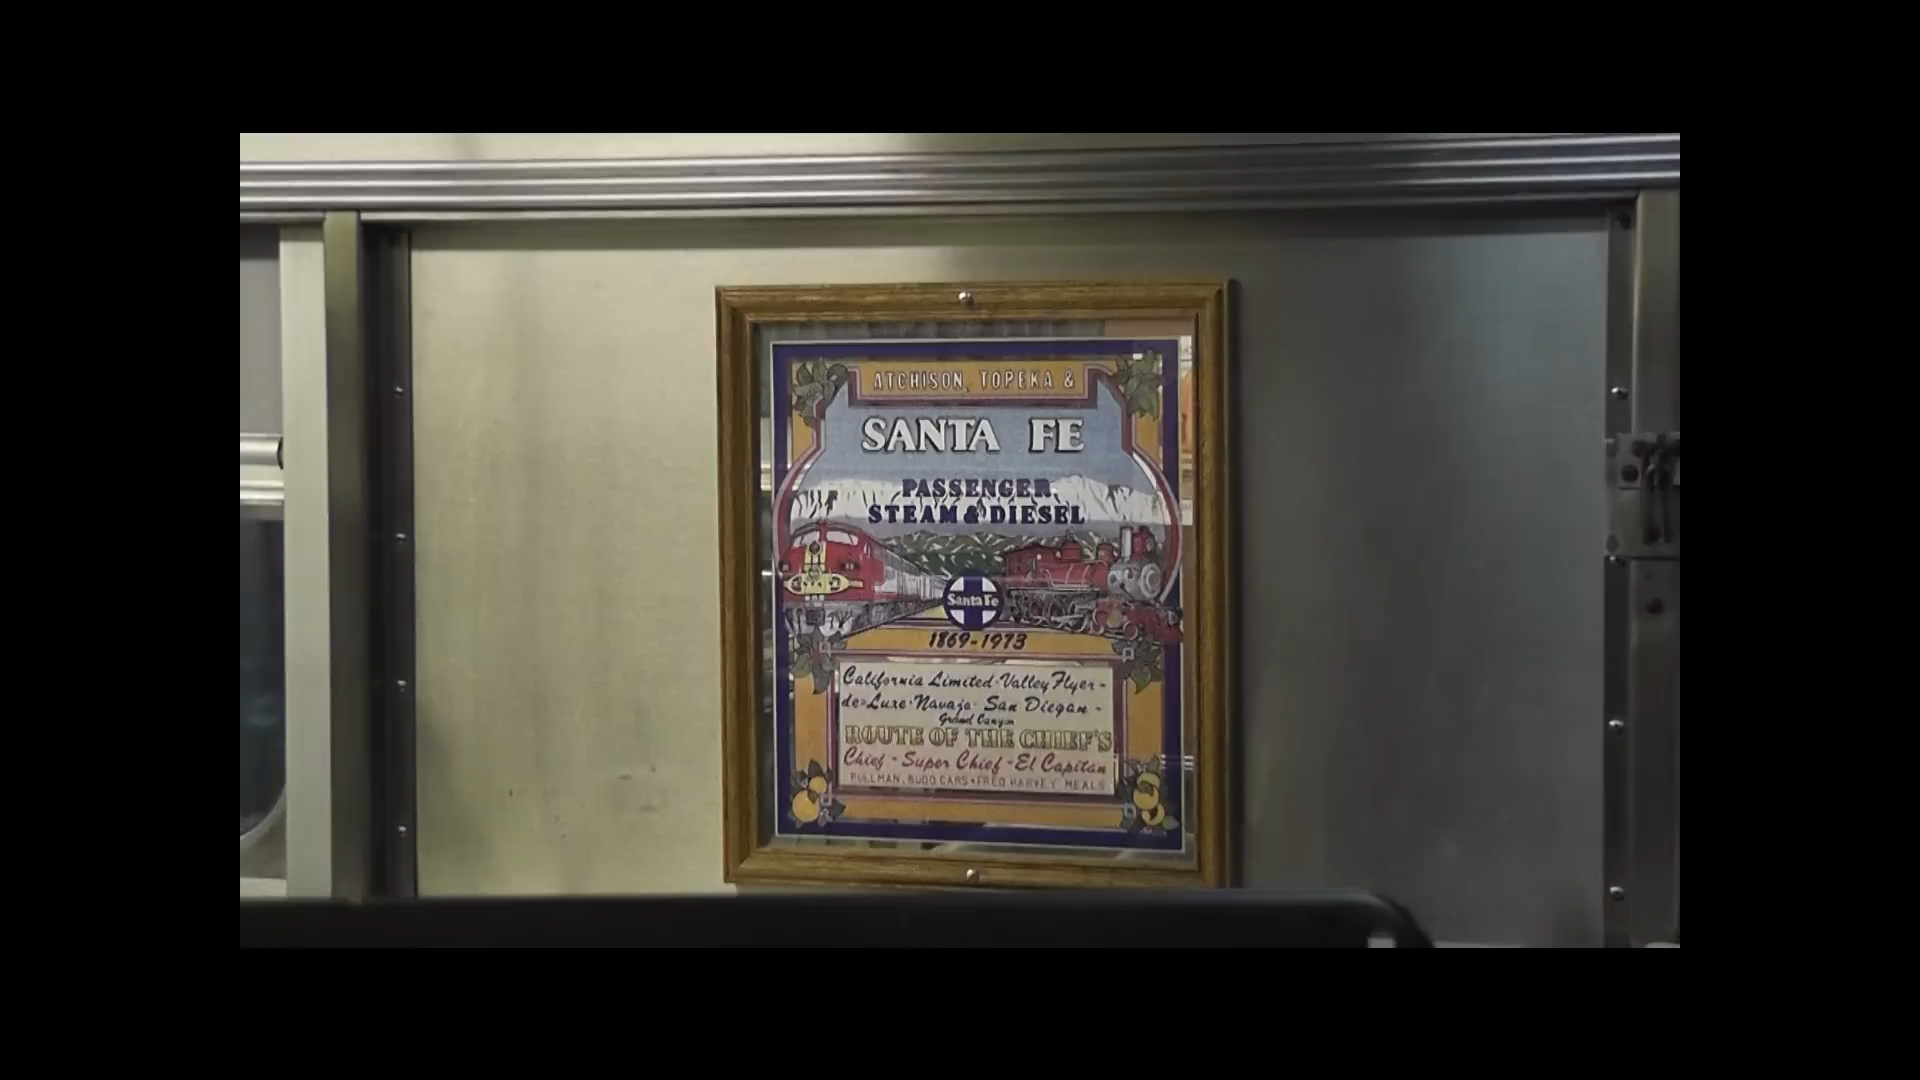 ATCHISON, TOPEKA &
SANTA FE
PASSENGER
STEAM & DIESEL
Santa Fe
1869-1973
California Limited - Valley Flyer -
de-Luxe - Navajo - San Diegan -
Grand Canyon
ROUTE OF THE CHIEF'S
Chief - Super Chief - El Capitan
PULLMAN, BUDD CARS • FRED HARVEY MEALS